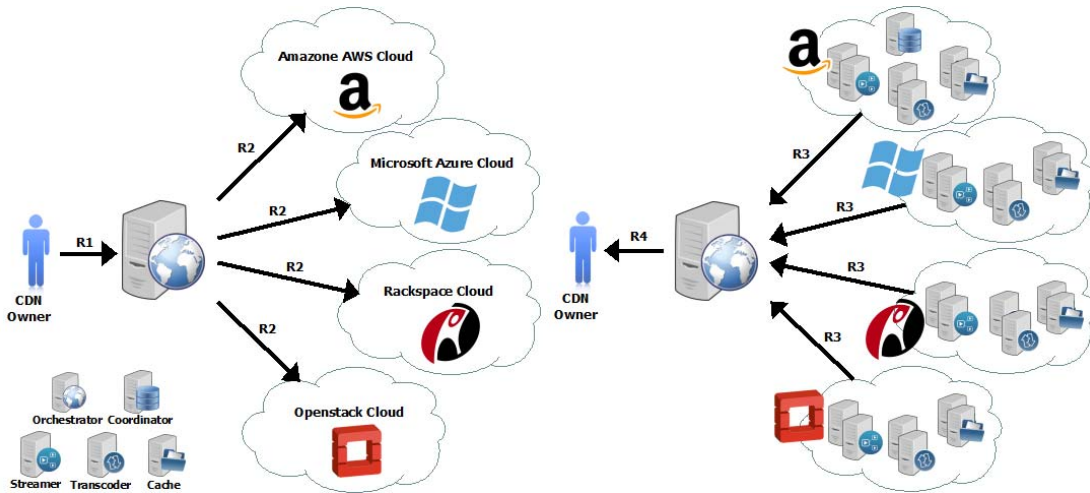 Amazone AWS Cloud
a
R2
Microsoft Azure Cloud
R2
R1
CDN
Owner
R2
Rackspace Cloud
R2
Openstack Cloud
Orchestrator
Coordinator
Streamer
Transcoder
Cache
a
R3
R3
R4
CDN
Owner
R3
R3